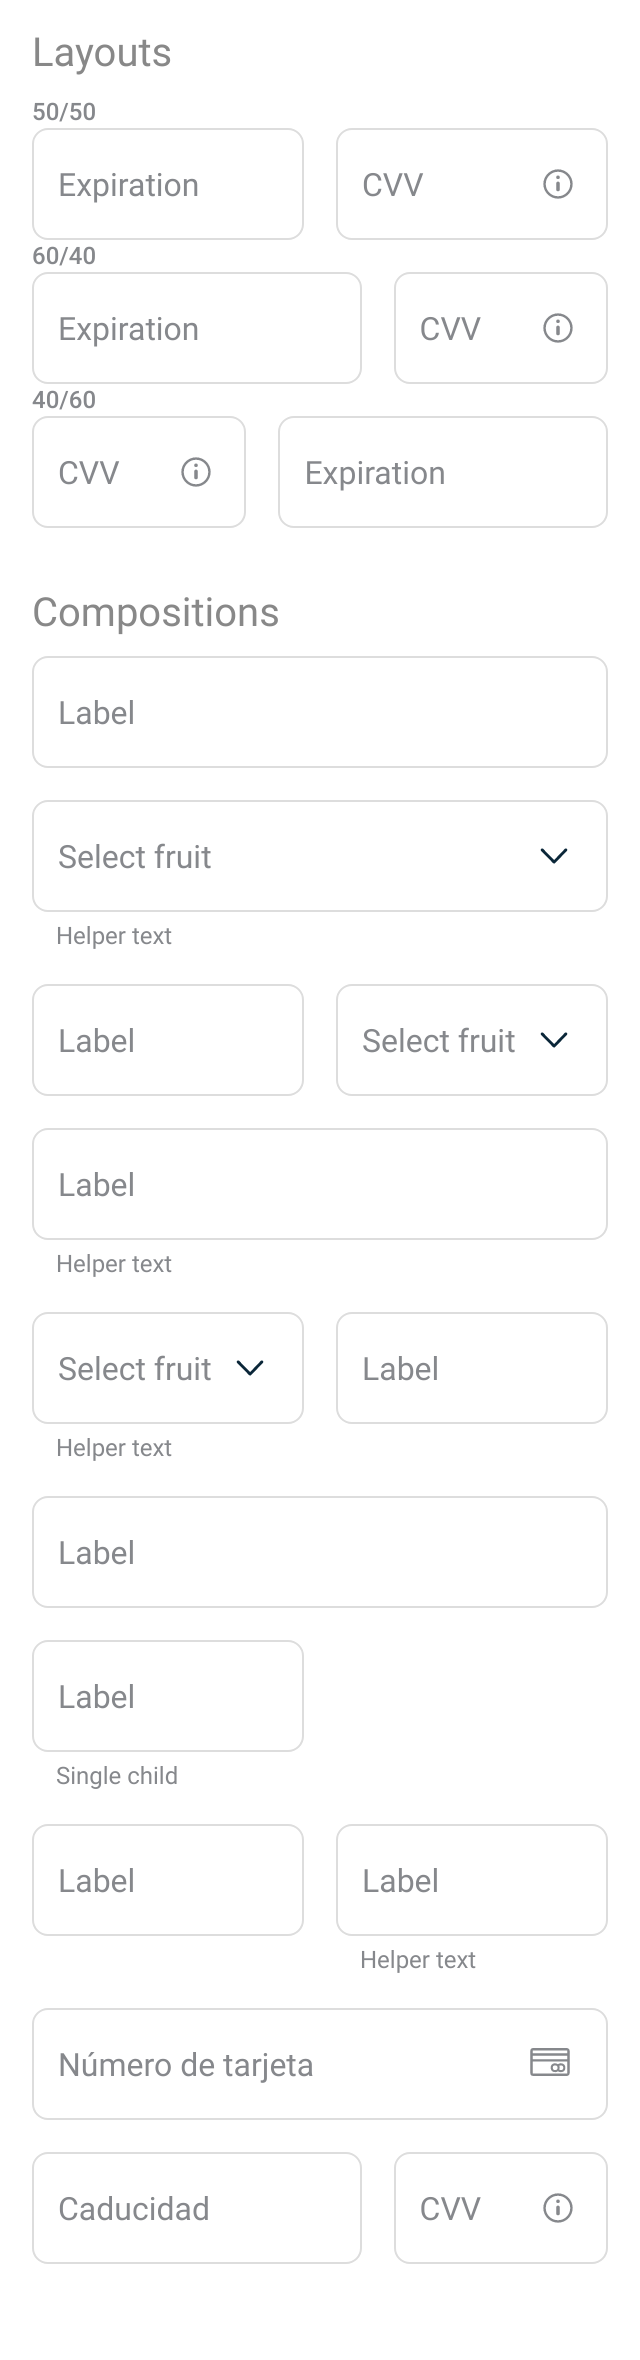 Layouts
50/50
Expiration CVV
60/40
Expiration CVV
40/60
CVV Expiration
Compositions
Label
Select fruit
Helper text
Label Select fruit
Label
Helper text
Select fruit Label
Helper text
Label
Label
Single child
Label Label
Helper text
Número de tarjeta
Caducidad CVV